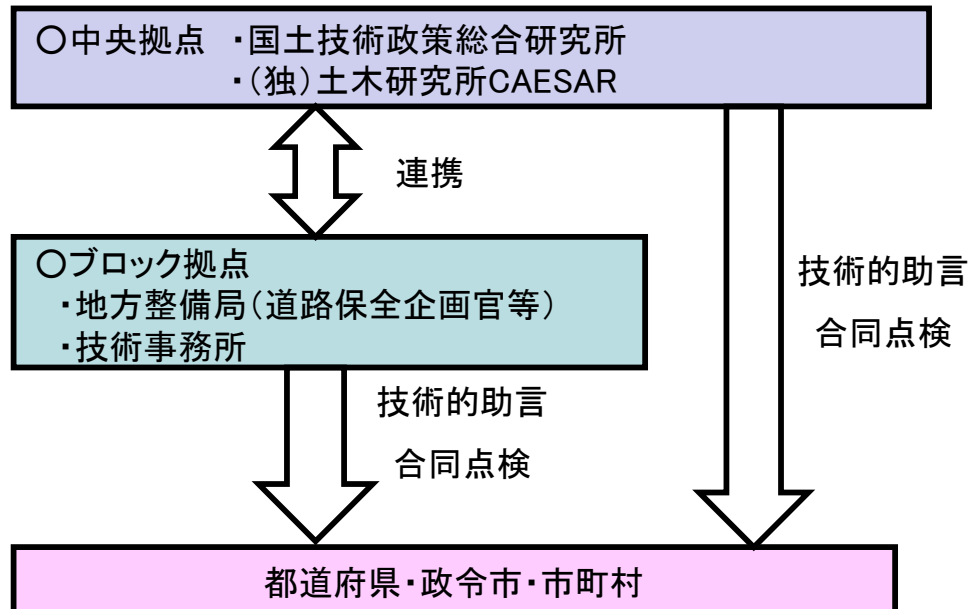 〇中央拠点 ・国土技術政策総合研究所
・(独)土木研究所CAESAR
連携
〇ブロック拠点
・地方整備局(道路保全企画官等)
・技術事務所
技術的助言
合同点検
技術的助言
合同点検
都道府県・政令市・市町村